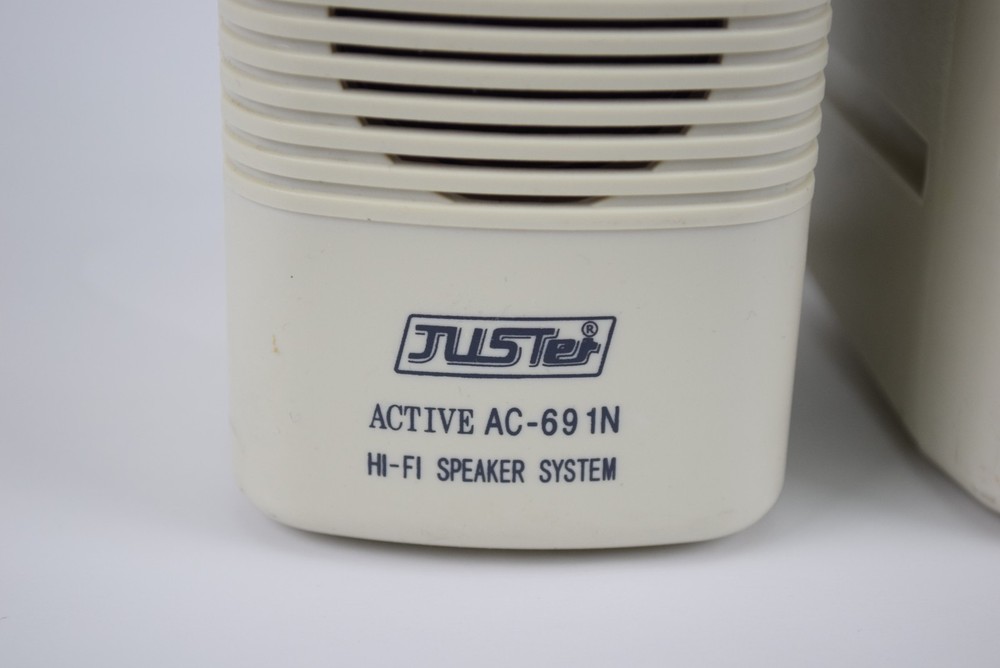 JUSTer®
ACTIVE AC-691N
HI-FI SPEAKER SYSTEM